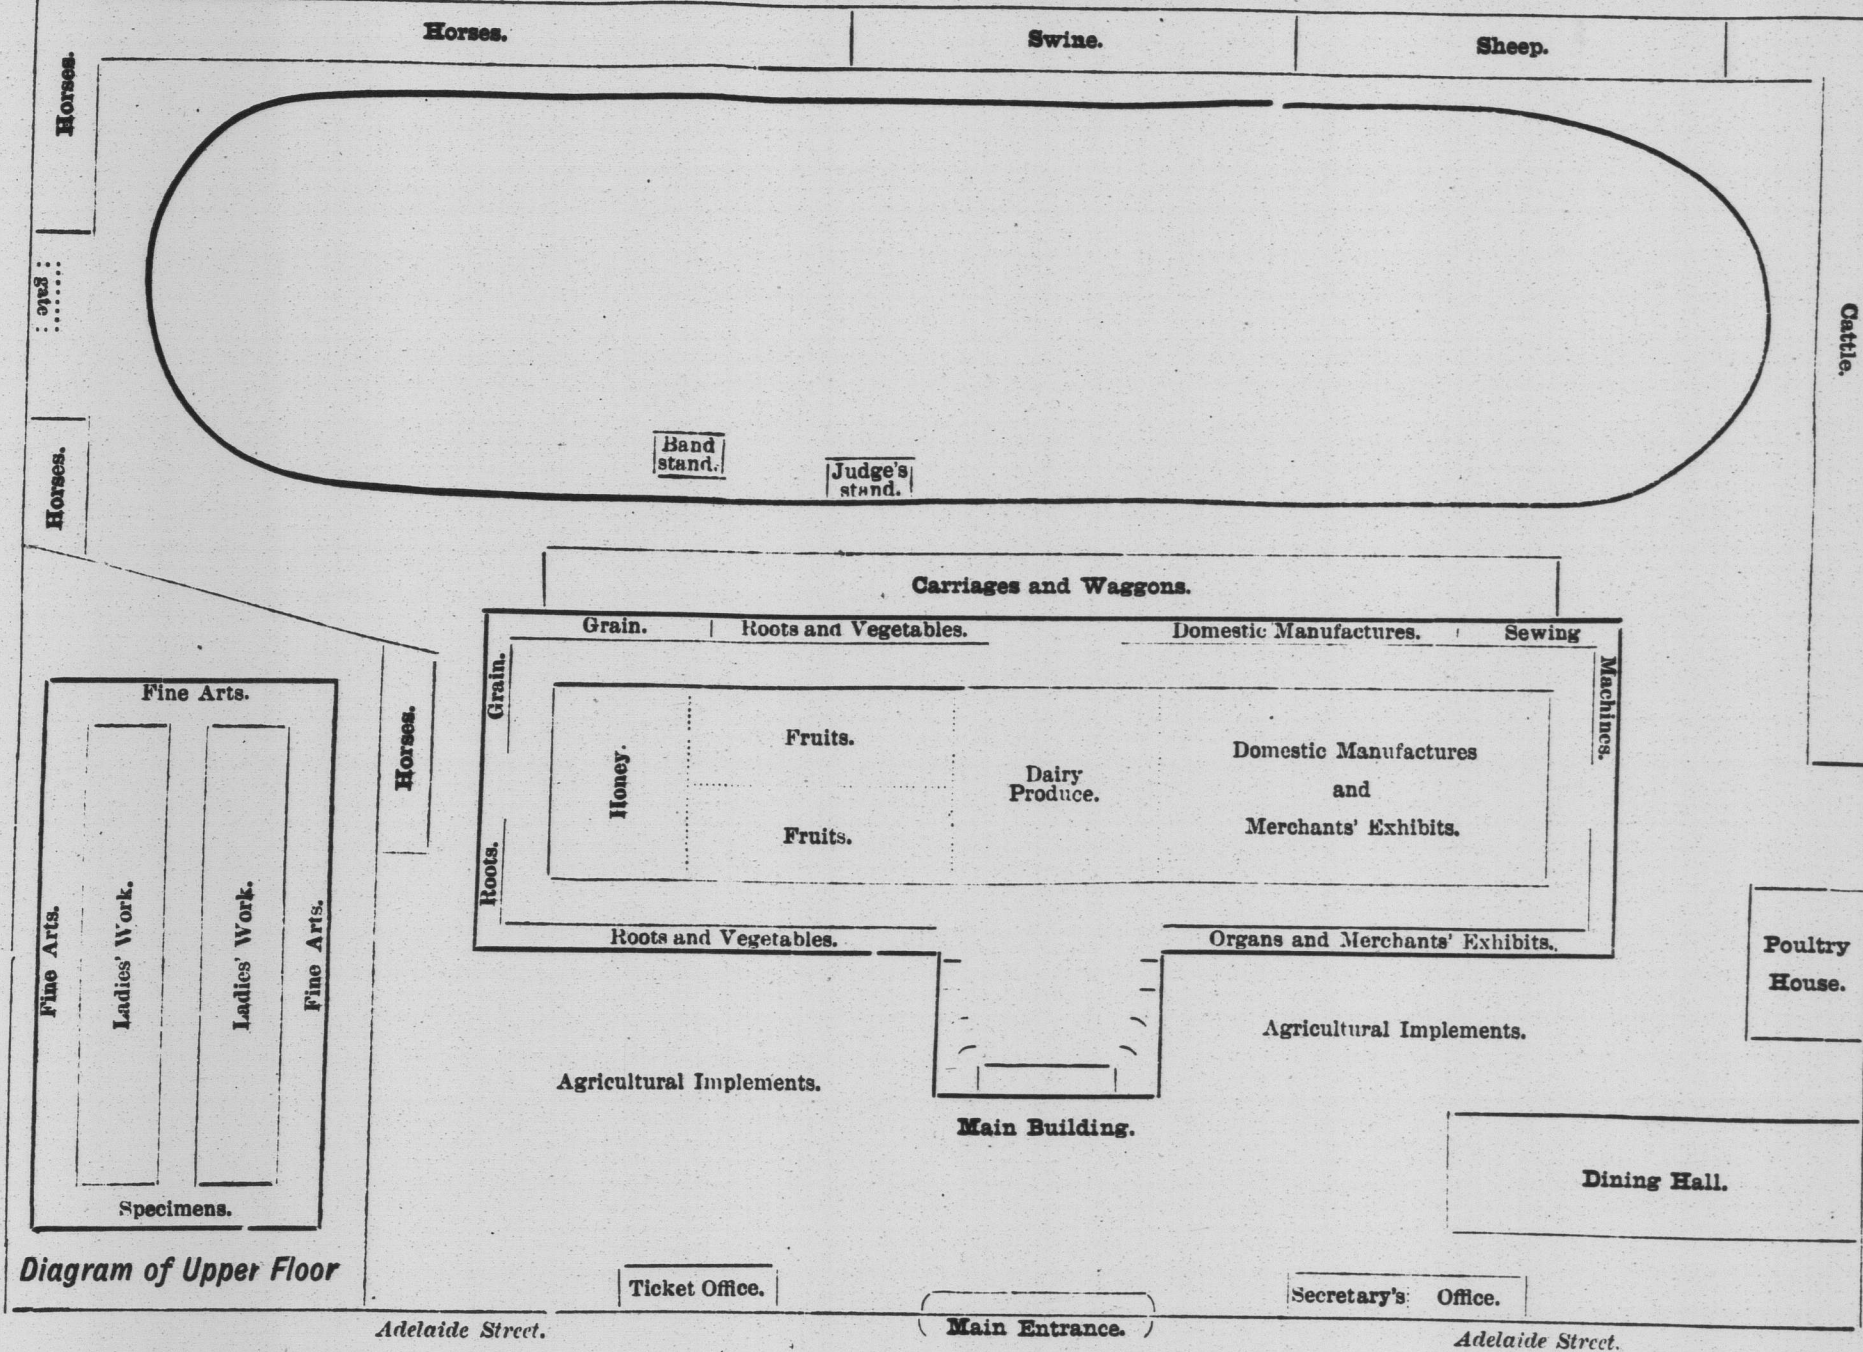 Horses.
Swine.
Sheep.
Horses.
gate
Cattle.
Band
stand.
Judge's
stand.
Horses.
Carriages and Waggons.
Grain.
Roots and Vegetables.
Domestic Manufactures.
Sewing
Machines.
Grain.
Fine Arts.
Horses.
Honey.
Fruits.
Fruits.
Dairy
Produce.
Domestic Manufactures
and
Merchants' Exhibits.
Roots.
Fine Arts.
Ladies' Work.
Ladies' Work.
Fine Arts.
Roots and Vegetables.
Organs and Merchants' Exhibits.
Poultry
House.
Agricultural Implements.
Agricultural Implements.
Main Building.
Dining Hall.
Specimens.
Diagram of Upper Floor
Ticket Office.
Secretary's Office.
Main Entrance.
Adelaide Street.
Adelaide Street.